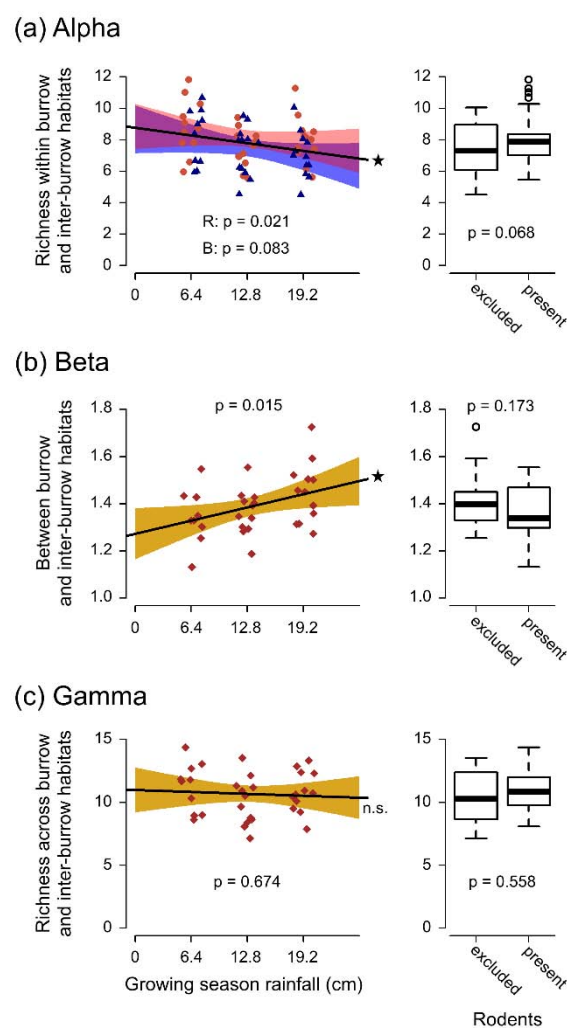 (a) Alpha
Richness within burrow
and inter-burrow habitats
12
10
8
6
4
2
0
R: p = 0.021
B: p = 0.083
0
6.4
12.8
19.2
12
10
8
6
4
2
0
p = 0.068
excluded
present
(b) Beta
Between burrow
and inter-burrow habitats
1.8
1.6
1.4
1.2
1.0
p = 0.015
0
6.4
12.8
19.2
1.8
1.6
1.4
1.2
1.0
p = 0.173
excluded
present
(c) Gamma
Richness across burrow
and inter-burrow habitats
15
10
5
0
n.s.
p = 0.674
0
6.4
12.8
19.2
Growing season rainfall (cm)
15
10
5
0
p = 0.558
excluded
present
Rodents